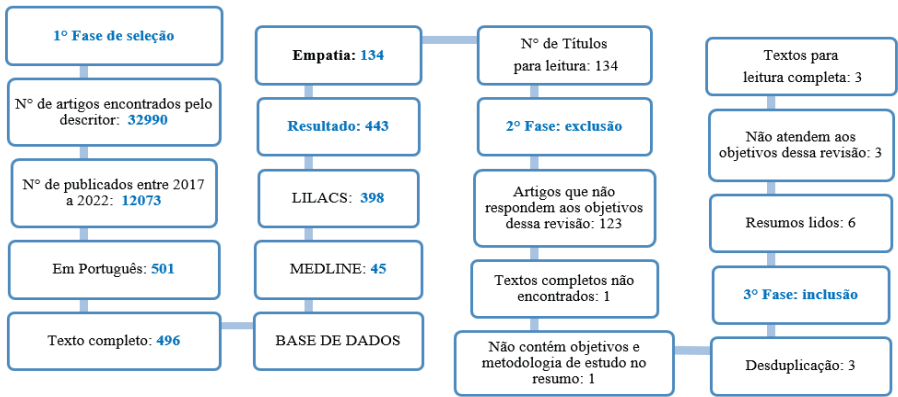 1° Fase de seleção
N° de artigos encontrados pelo
descritor: 32990
N° de publicados entre 2017
a 2022: 12073
Em Português: 501
Texto completo: 496
BASE DE DADOS
MEDLINE: 45
LILACS: 398
Resultado: 443
Empatia: 134
N° de Títulos
para leitura: 134
2° Fase: exclusão
Artigos que não
respondem aos objetivos
dessa revisão: 123
Textos completos não
encontrados: 1
Não contém objetivos e
metodologia de estudo no
resumo: 1
Desduplicação: 3
3° Fase: inclusão
Resumos lidos: 6
Não atendem aos
objetivos dessa revisão: 3
Textos para
leitura completa: 3